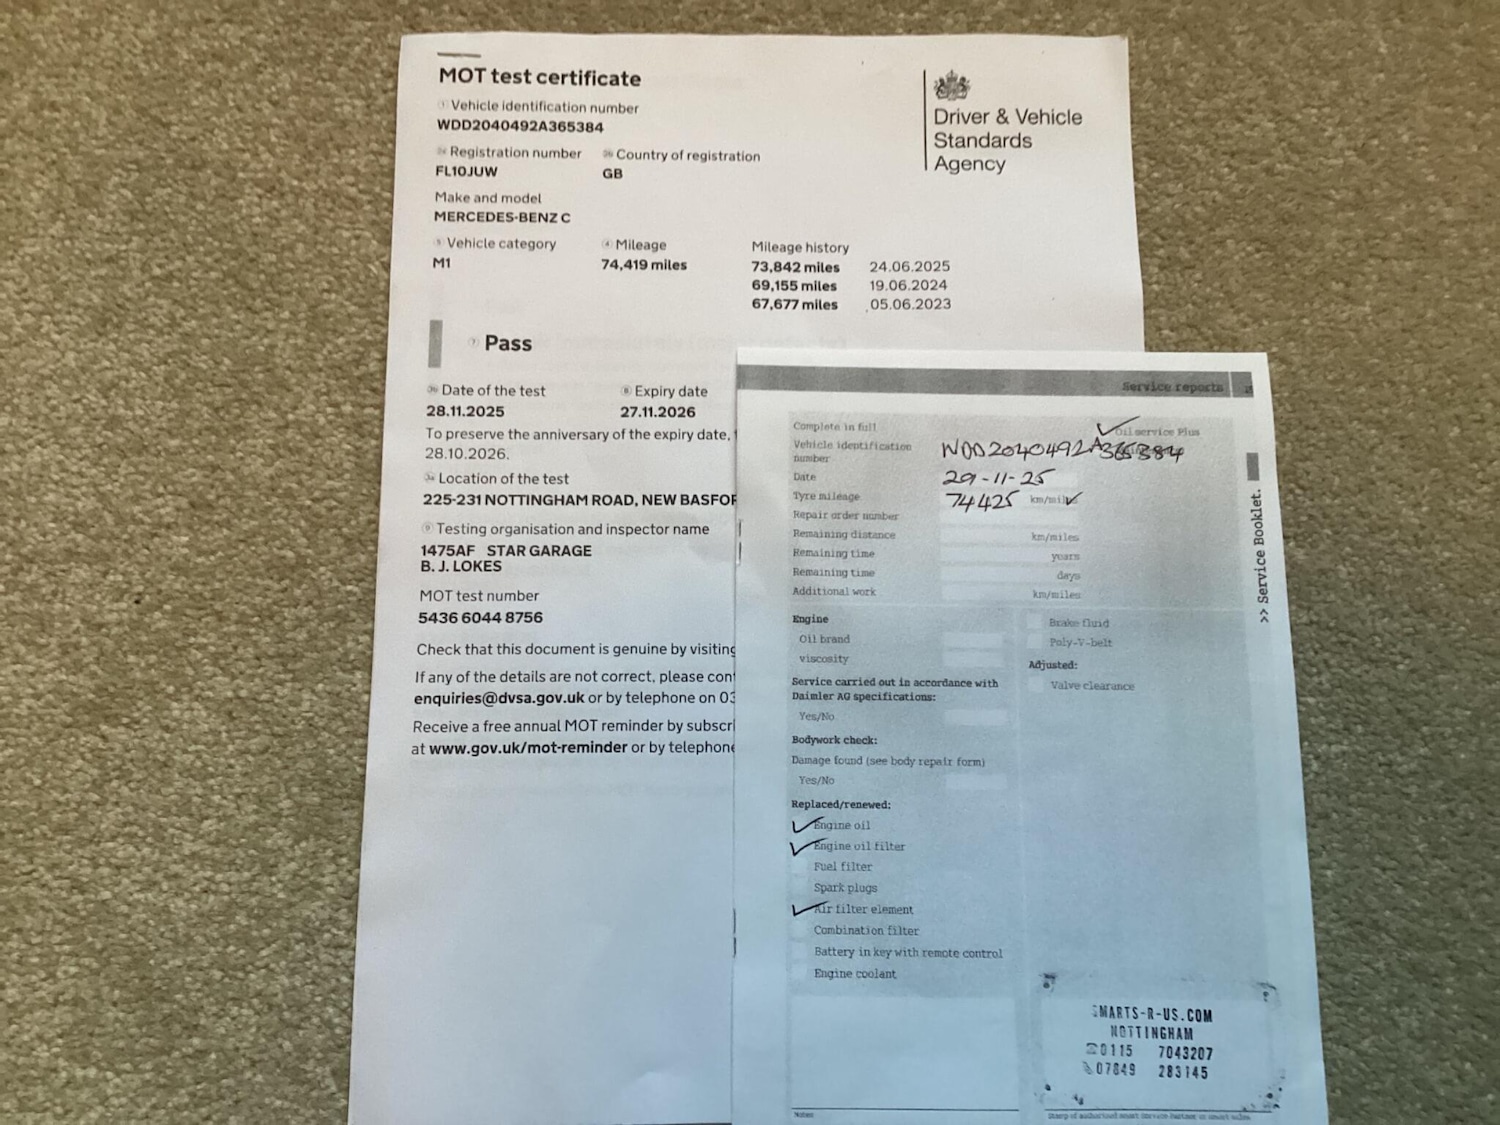 MOT test certificate
Vehicle identification number
WDD2040492A365384
Registration number
Country of registration
FL10JUW
GB
Make and model
MERCEDES-BENZ C
Vehicle category
Mileage
Mileage history
M1
74,419 miles
73,842 miles 24.06.2025
69,155 miles 19.06.2024
67,677 miles 05.06.2023
Driver & Vehicle
Standards
Agency
Pass
Date of the test
Expiry date
28.11.2025
27.11.2026
To preserve the anniversary of the expiry date,
28.10.2026.
Location of the test
225-231 NOTTINGHAM ROAD, NEW BASFOR
Testing organisation and inspector name
1475AF STAR GARAGE
B. J. LOKES
MOT test number
5436 6044 8756
Check that this document is genuine by visiting
If any of the details are not correct, please con
enquiries@dvsa.gov.uk or by telephone on 03
Receive a free annual MOT reminder by subscri
at www.gov.uk/mot-reminder or by telephone
Service reports
Complete in full
Oil service Plus
Vehicle identification
number
WDD2040492A365384
Date
29-11-25
Tyre mileage
74425 km/miles
Repair order number
Remaining distance km/miles
Remaining time years
Remaining time days
Additional work km/miles
Engine
Oil brand
viscosity
Service carried out in accordance with
Daimler AG specifications:
Yes/No
Bodywork check:
Damage found (see body repair form)
Yes/No
Replaced/renewed:
Engine oil
Engine oil filter
Fuel filter
Spark plugs
Air filter element
Combination filter
Battery in key with remote control
Engine coolant
Brake fluid
Poly-V-belt
Adjusted:
Valve clearance
>> Service Booklet.
SMARTS-R-US.COM
NOTTINGHAM
0115 7043207
07849 283145
Notes